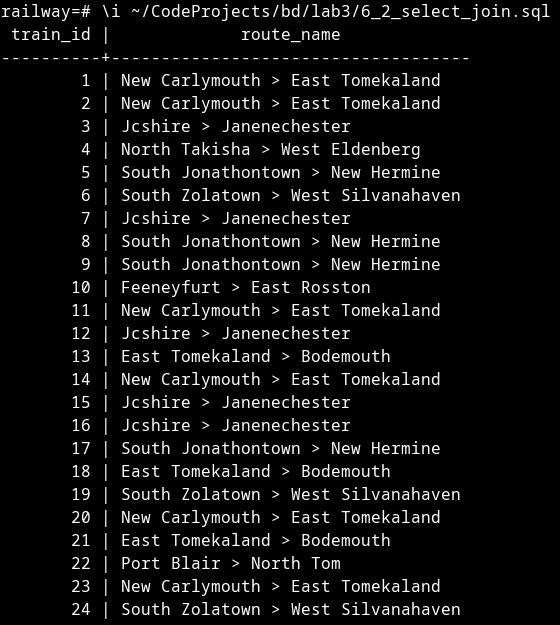 railway=# \i ~/CodeProjects/bd/lab3/6_2_select_join.sql
 train_id |             route_name
----------+------------------------------------
        1 | New Carlymouth > East Tomekaland
        2 | New Carlymouth > East Tomekaland
        3 | Jcshire > Janenechester
        4 | North Takisha > West Eldenberg
        5 | South Jonathontown > New Hermine
        6 | South Zolatown > West Silvanahaven
        7 | Jcshire > Janenechester
        8 | South Jonathontown > New Hermine
        9 | South Jonathontown > New Hermine
       10 | Feeneyfurt > East Rosston
       11 | New Carlymouth > East Tomekaland
       12 | Jcshire > Janenechester
       13 | East Tomekaland > Bodemouth
       14 | New Carlymouth > East Tomekaland
       15 | Jcshire > Janenechester
       16 | Jcshire > Janenechester
       17 | South Jonathontown > New Hermine
       18 | East Tomekaland > Bodemouth
       19 | South Zolatown > West Silvanahaven
       20 | New Carlymouth > East Tomekaland
       21 | East Tomekaland > Bodemouth
       22 | Port Blair > North Tom
       23 | New Carlymouth > East Tomekaland
       24 | South Zolatown > West Silvanahaven